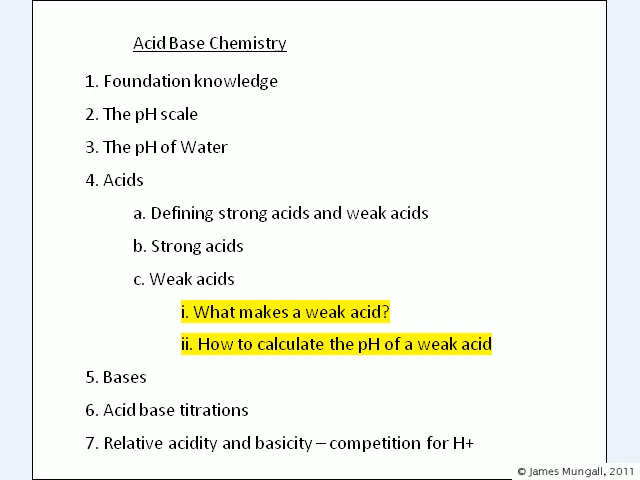 Acid Base Chemistry
1. Foundation knowledge
2. The pH scale
3. The pH of Water
4. Acids
a. Defining strong acids and weak acids
b. Strong acids
c. Weak acids
i. What makes a weak acid?
ii. How to calculate the pH of a weak acid
5. Bases
6. Acid base titrations
7. Relative acidity and basicity – competition for H+
© James Mungall, 2011